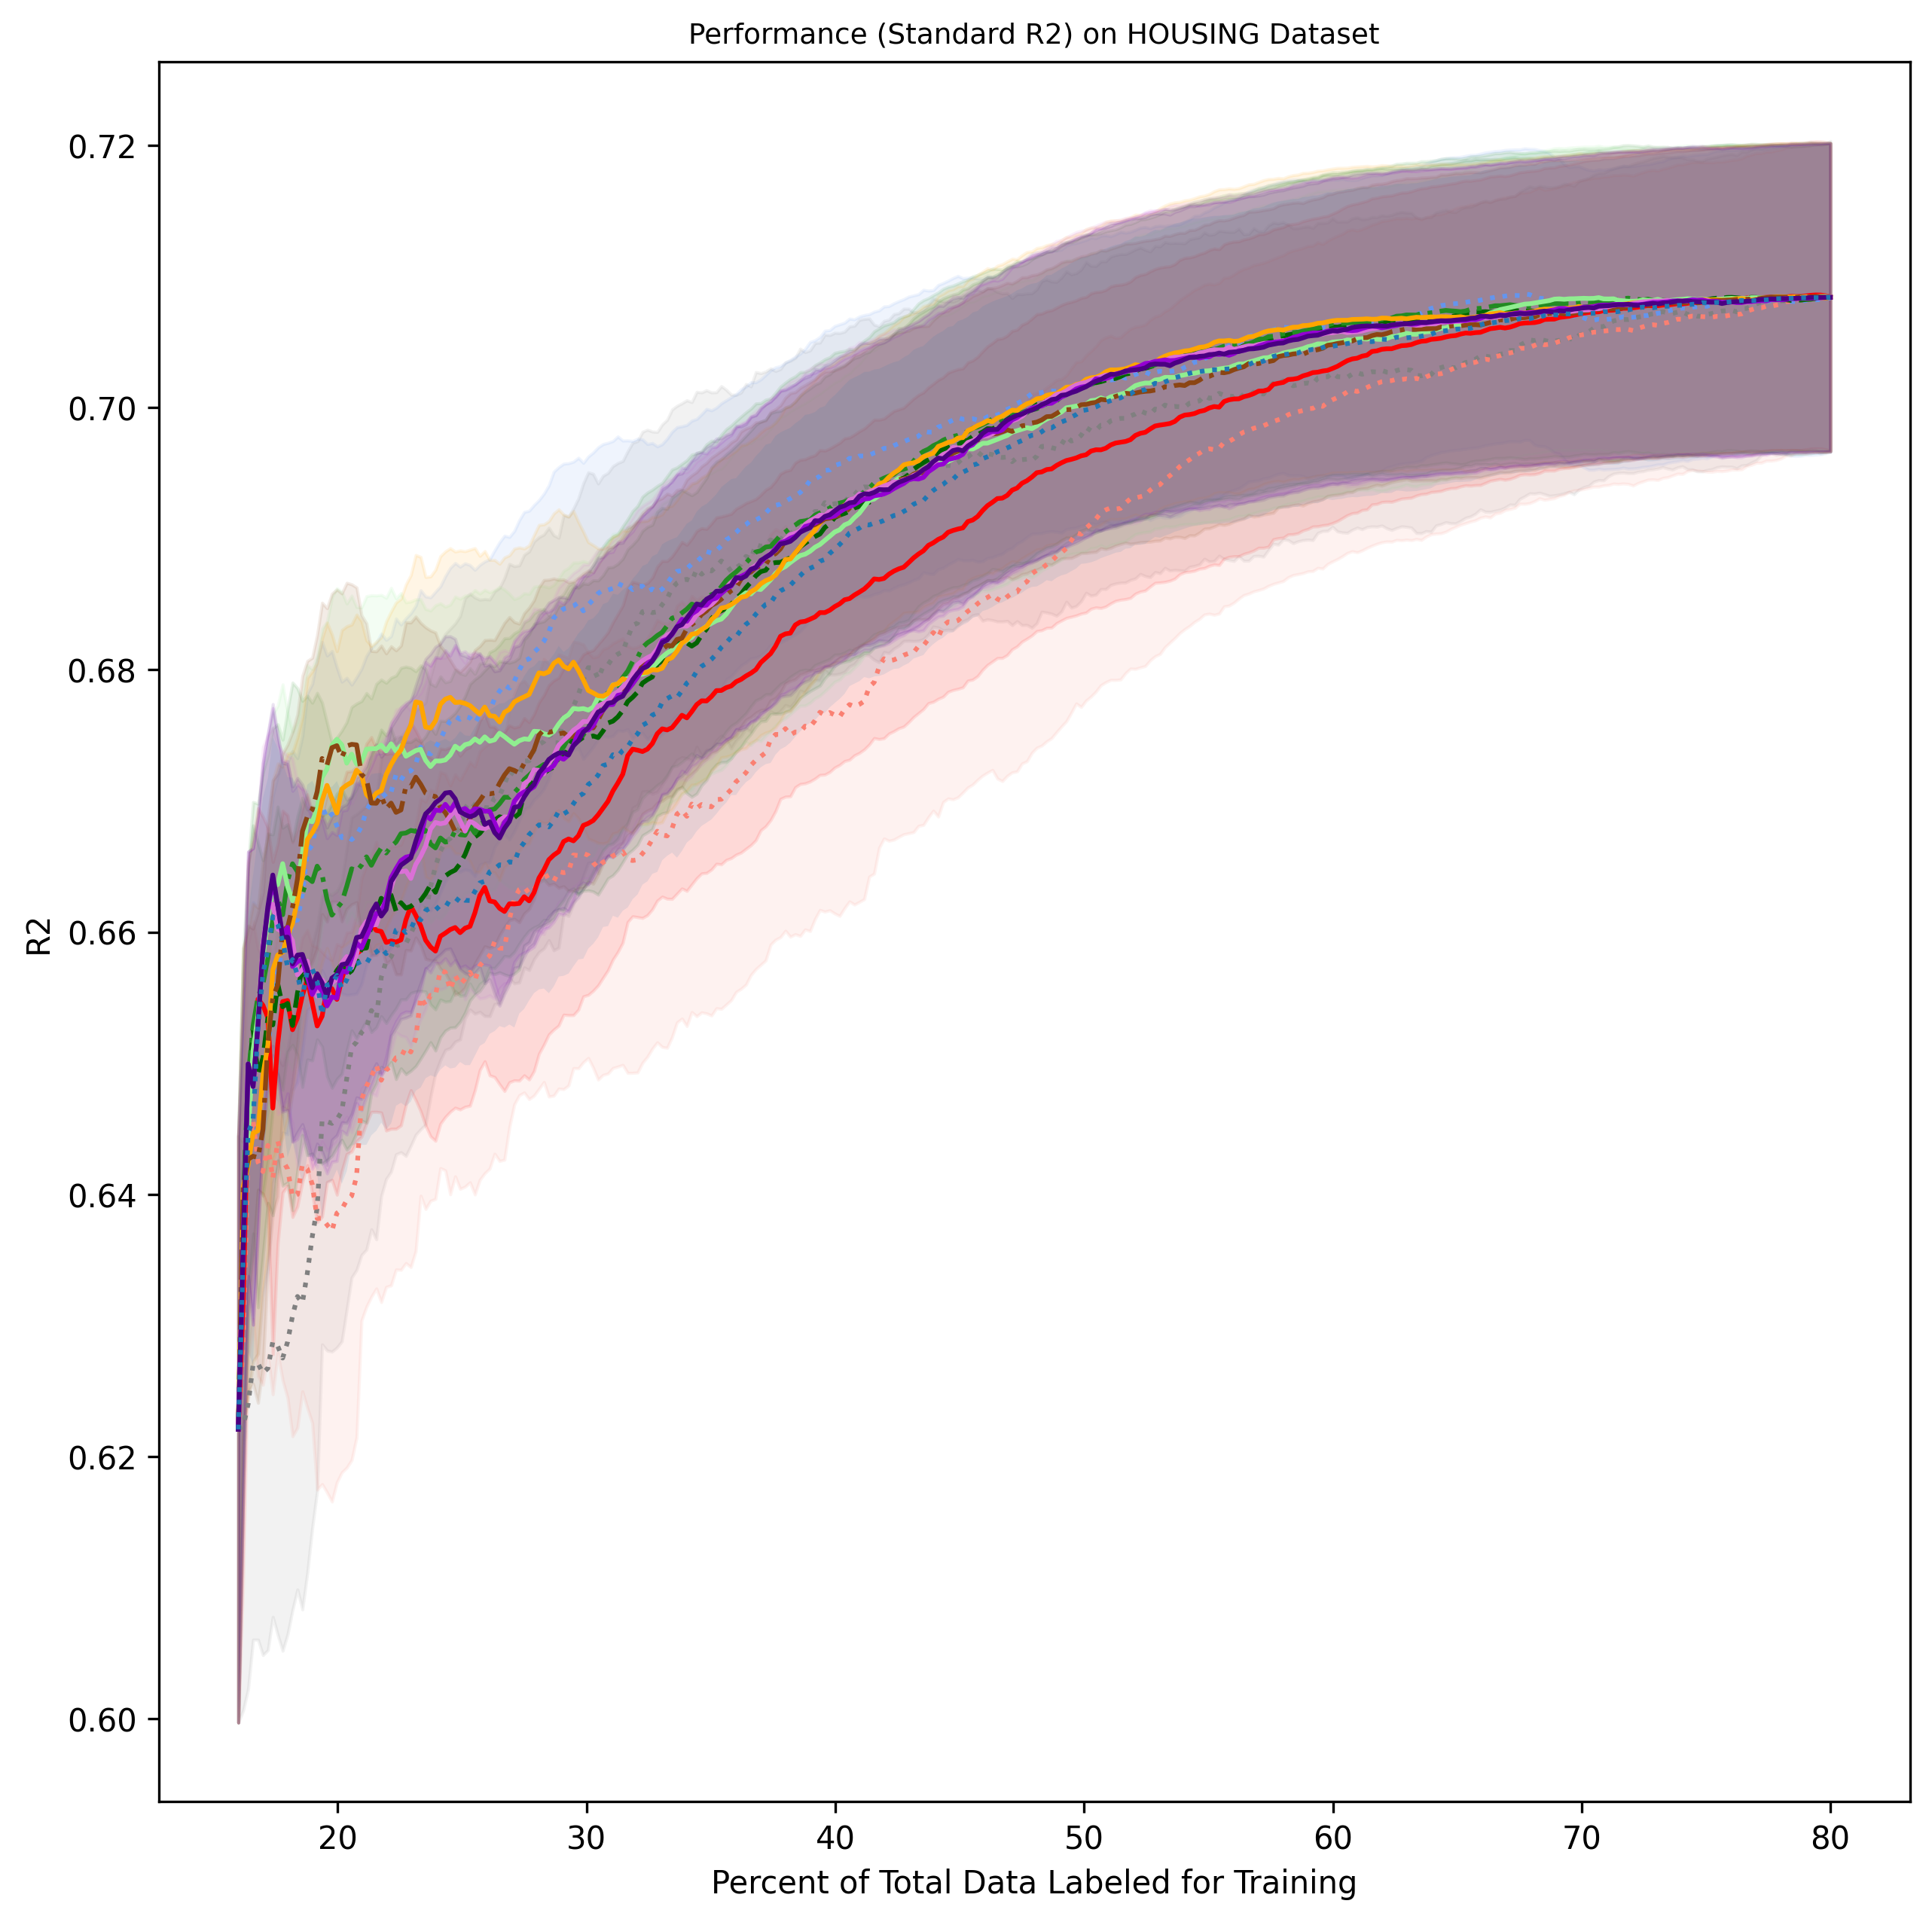 Performance (Standard R2) on HOUSING Dataset
R2
0.72
0.70
0.68
0.66
0.64
0.62
0.60
20 30 40 50 60 70 80
Percent of Total Data Labeled for Training